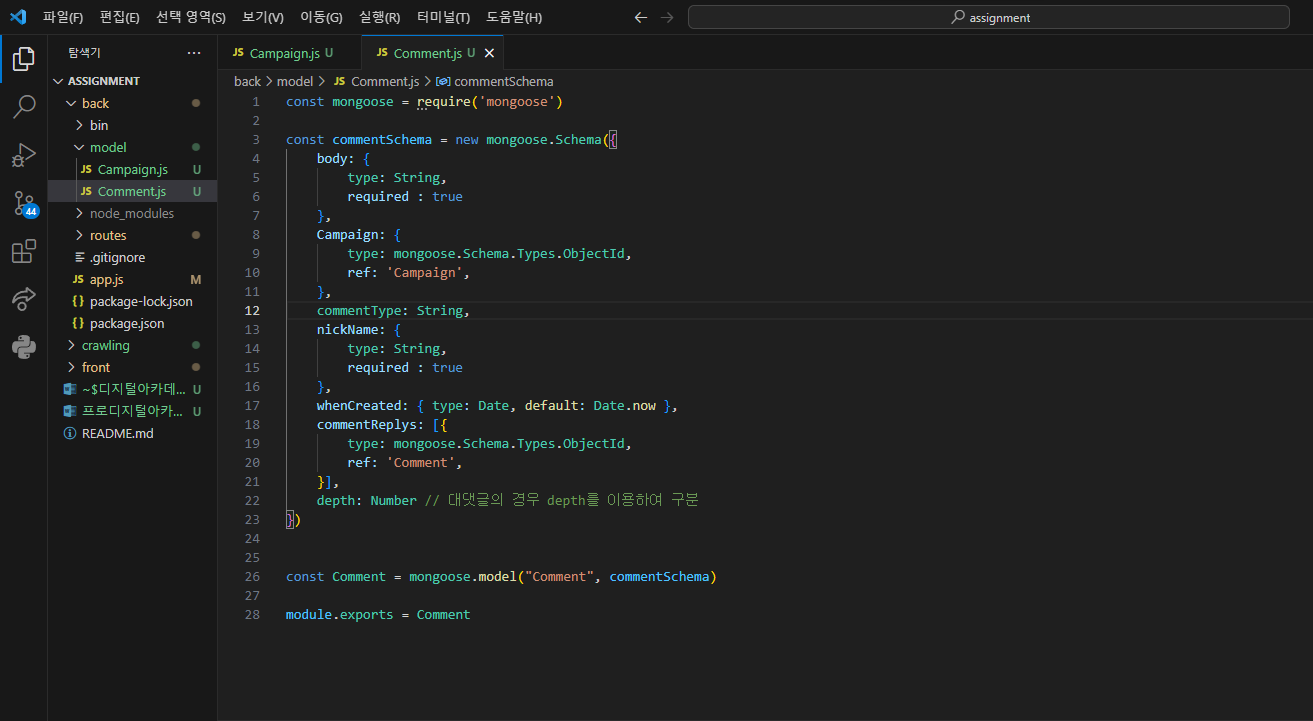 파일(F) 편집(E) 선택 영역(S) 보기(V) 이동(G) 실행(R) 터미널(T) 도움말(H) assignment
탐색기 ···
ASSIGNMENT
back
bin
model
JS Campaign.js U
JS Comment.js U
node_modules
routes
.gitignore
JS app.js M
{} package-lock.json
{} package.json
crawling
front
~$디지털아카데... U
프로디지털아카... U
README.md
44
JS Campaign.js U JS Comment.js U
back > model > JS Comment.js > commentSchema
1 const mongoose = require('mongoose')
2
3 const commentSchema = new mongoose.Schema({
4 body: {
5 type: String,
6 required : true
7 },
8 Campaign: {
9 type: mongoose.Schema.Types.ObjectId,
10 ref: 'Campaign',
11 },
12 commentType: String,
13 nickName: {
14 type: String,
15 required : true
16 },
17 whenCreated: { type: Date, default: Date.now },
18 commentReplys: [{
19 type: mongoose.Schema.Types.ObjectId,
20 ref: 'Comment',
21 }],
22 depth: Number // 대댓글의 경우 depth를 이용하여 구분
23 })
24
25
26 const Comment = mongoose.model("Comment", commentSchema)
27
28 module.exports = Comment